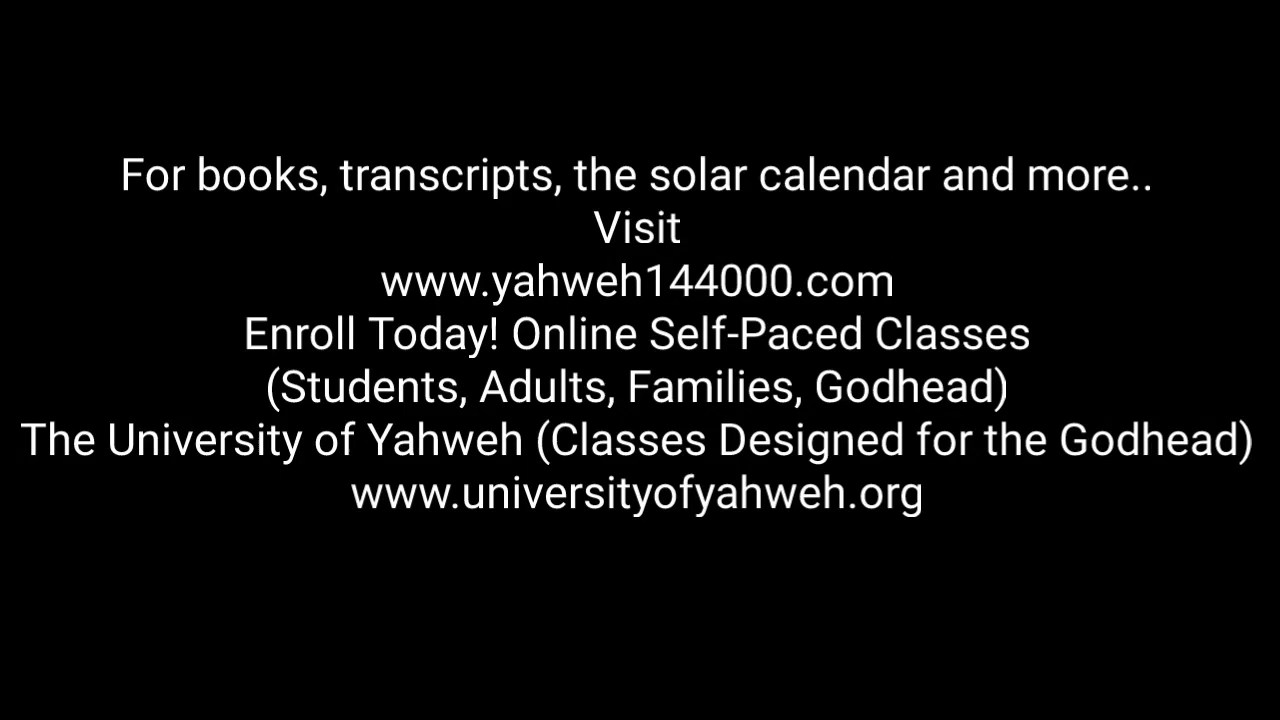 For books, transcripts, the solar calendar and more..
Visit
www.yahweh144000.com
Enroll Today! Online Self-Paced Classes
(Students, Adults, Families, Godhead)
The University of Yahweh (Classes Designed for the Godhead)
www.universityofyahweh.org